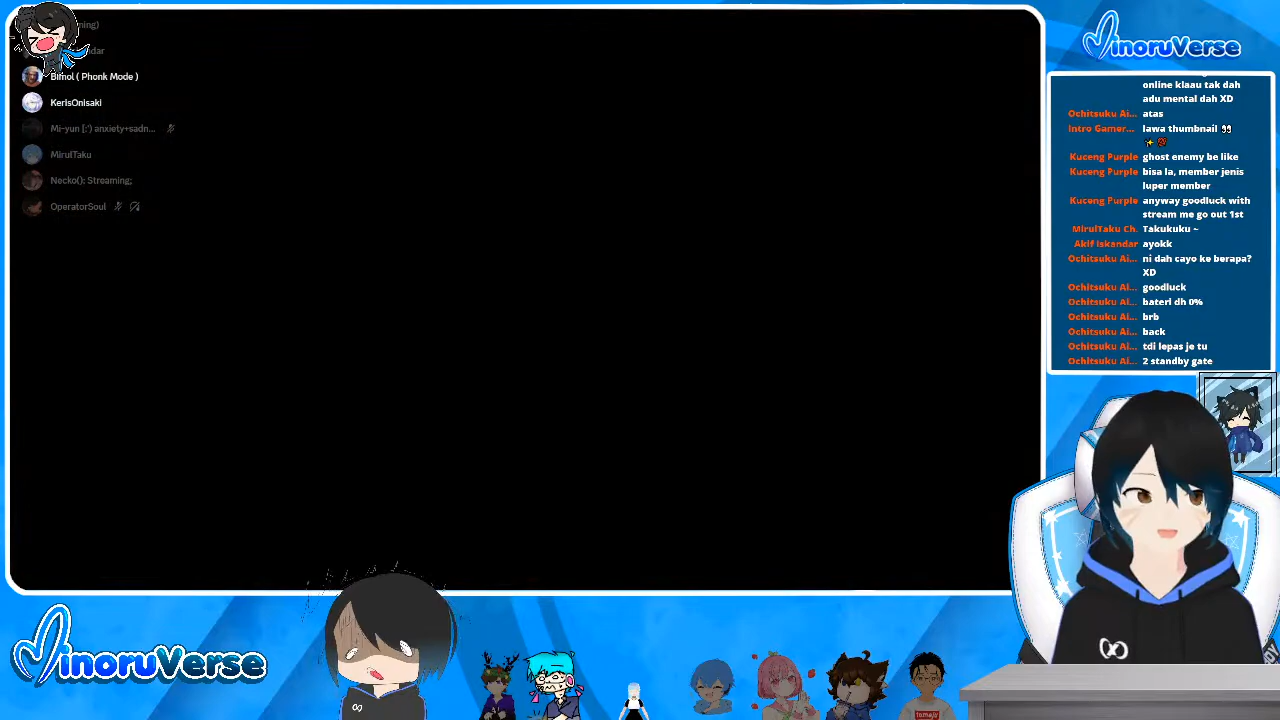 ndar
Bimol ( Phonk Mode )
KerisOnisaki
Mi-yun [:') anxiety+sadn...
MirulTaku
Necko(): Streaming;
OperatorSoul
MinoruVerse
online klaau tak dah
adu mental dah XD
Ochitsuku Ai... atas
Intro Gamer... lawa thumbnail 👀
✨ 💯
Kuceng Purple ghost enemy be like
Kuceng Purple bisa la, member jenis
luper member
Kuceng Purple anyway goodluck with
stream me go out 1st
MirulTaku Ch. Takukuku ~
Akif Iskandar ayokk
Ochitsuku Ai... ni dah cayo ke berapa?
XD
Ochitsuku Ai... goodluck
Ochitsuku Ai... bateri dh 0%
Ochitsuku Ai... brb
Ochitsuku Ai... back
Ochitsuku Ai... tdi lepas je tu
Ochitsuku Ai... 2 standby gate
MinoruVerse